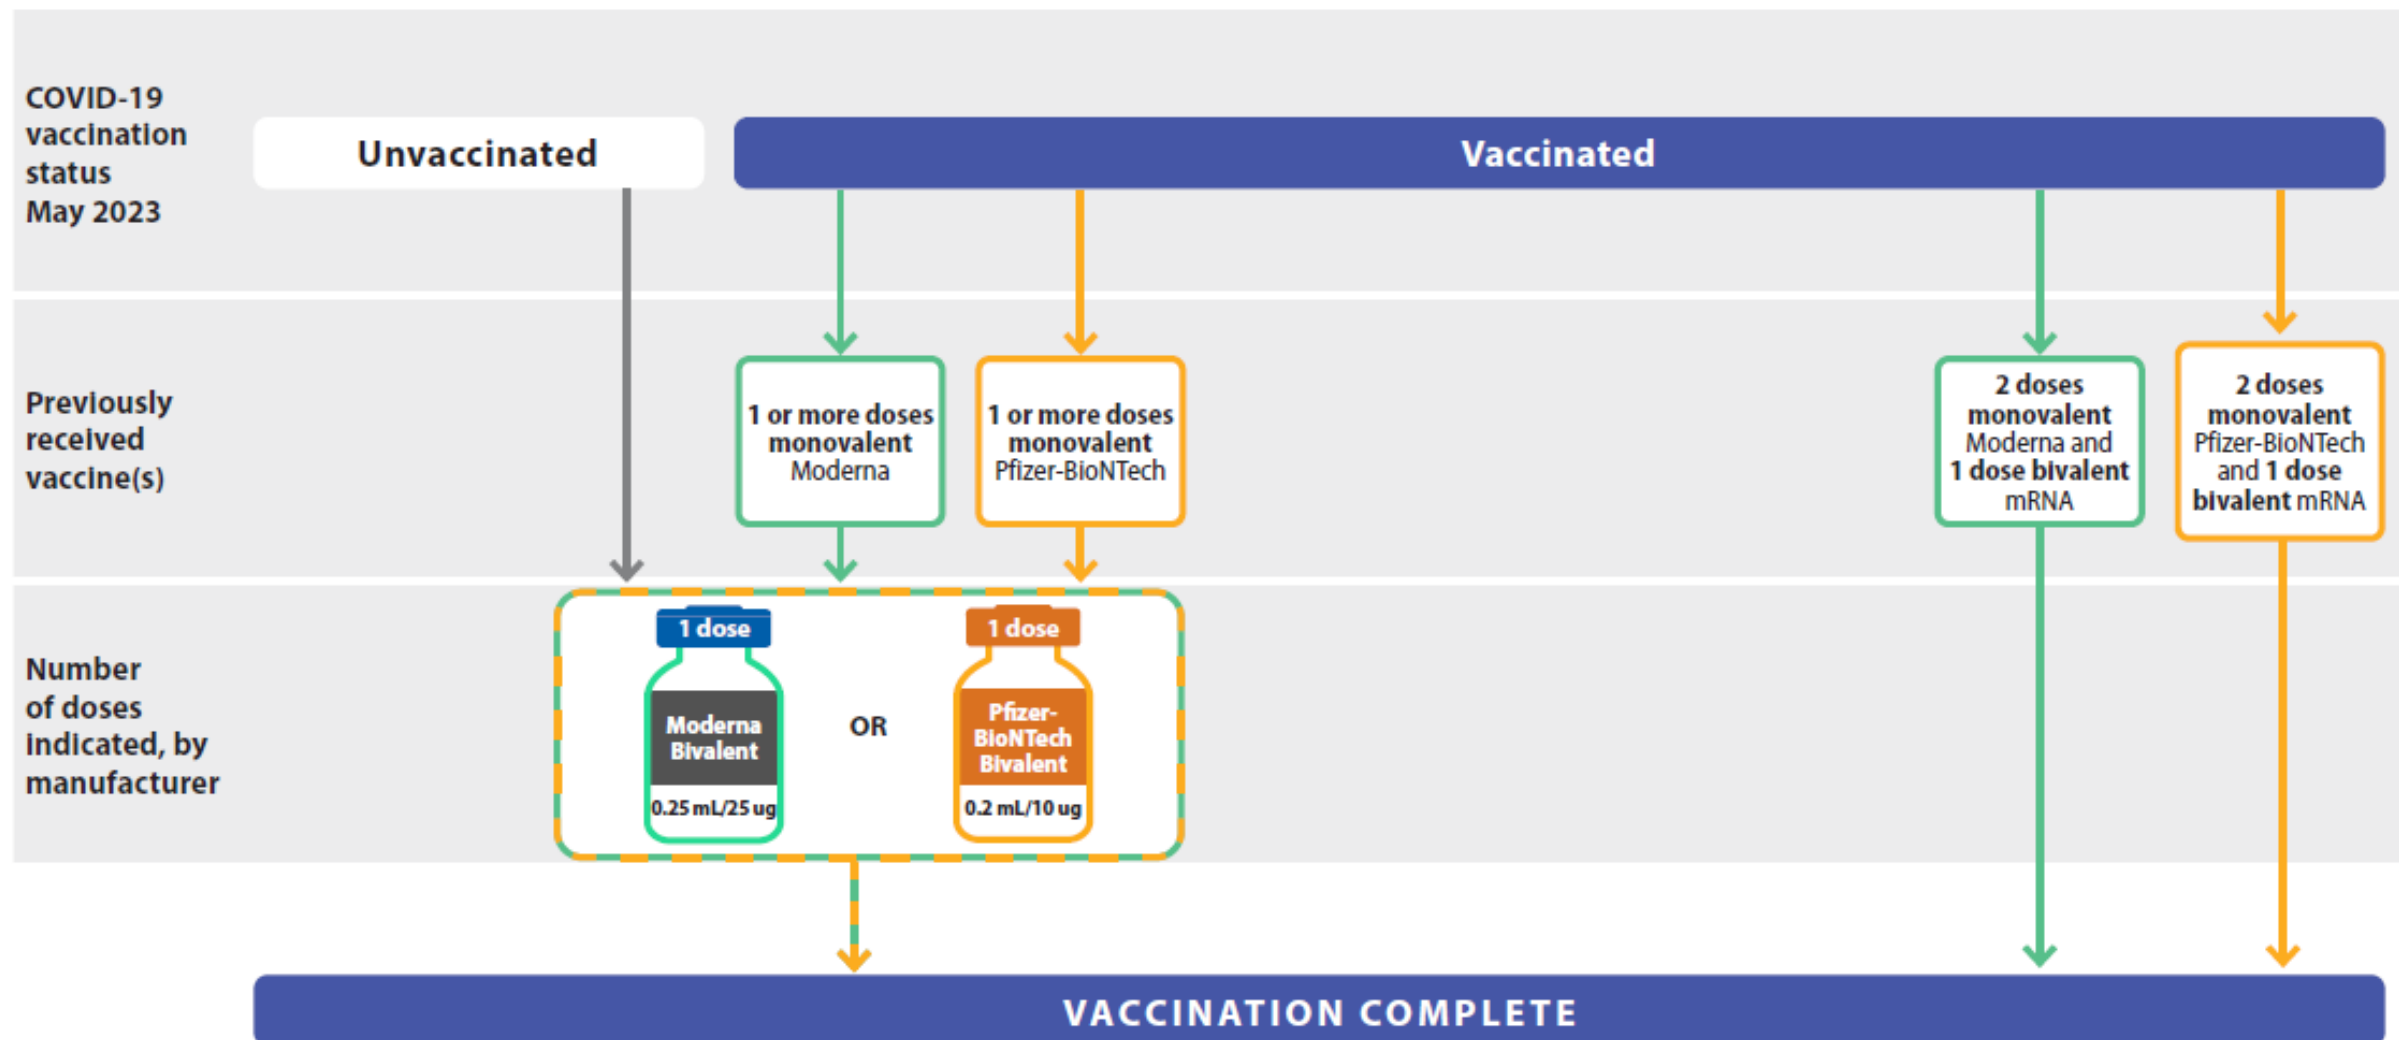 COVID-19
vaccination
status
May 2023
Unvaccinated
Vaccinated
Previously
received
vaccine(s)
1 or more doses
monovalent
Moderna
1 or more doses
monovalent
Pfizer-BioNTech
2 doses
monovalent
Moderna and
1 dose bivalent
mRNA
2 doses
monovalent
Pfizer-BioNTech
and 1 dose
bivalent mRNA
Number
of doses
indicated, by
manufacturer
1 dose
Moderna
Bivalent
0.25 mL/25 ug
OR
1 dose
Pfizer-
BioNTech
Bivalent
0.2 mL/10 ug
VACCINATION COMPLETE